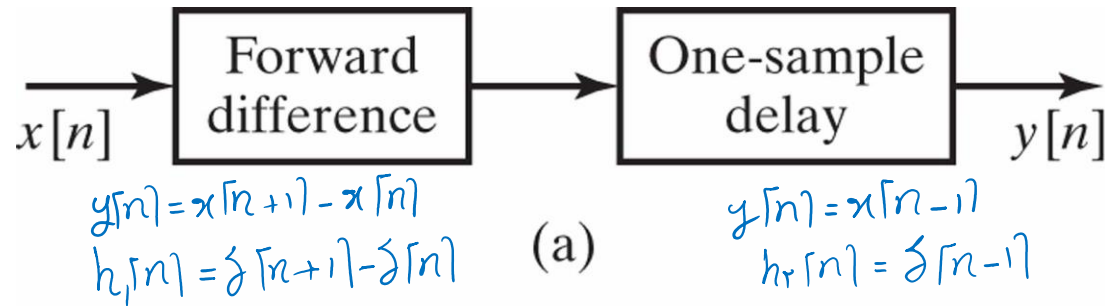 Forward
difference
One-sample
delay
x[n]
y[n]
y[n] = x[n+1] - x[n]
h₁[n] = δ[n+1] - δ[n]
(a)
y[n] = x[n-1]
h₂[n] = δ[n-1]